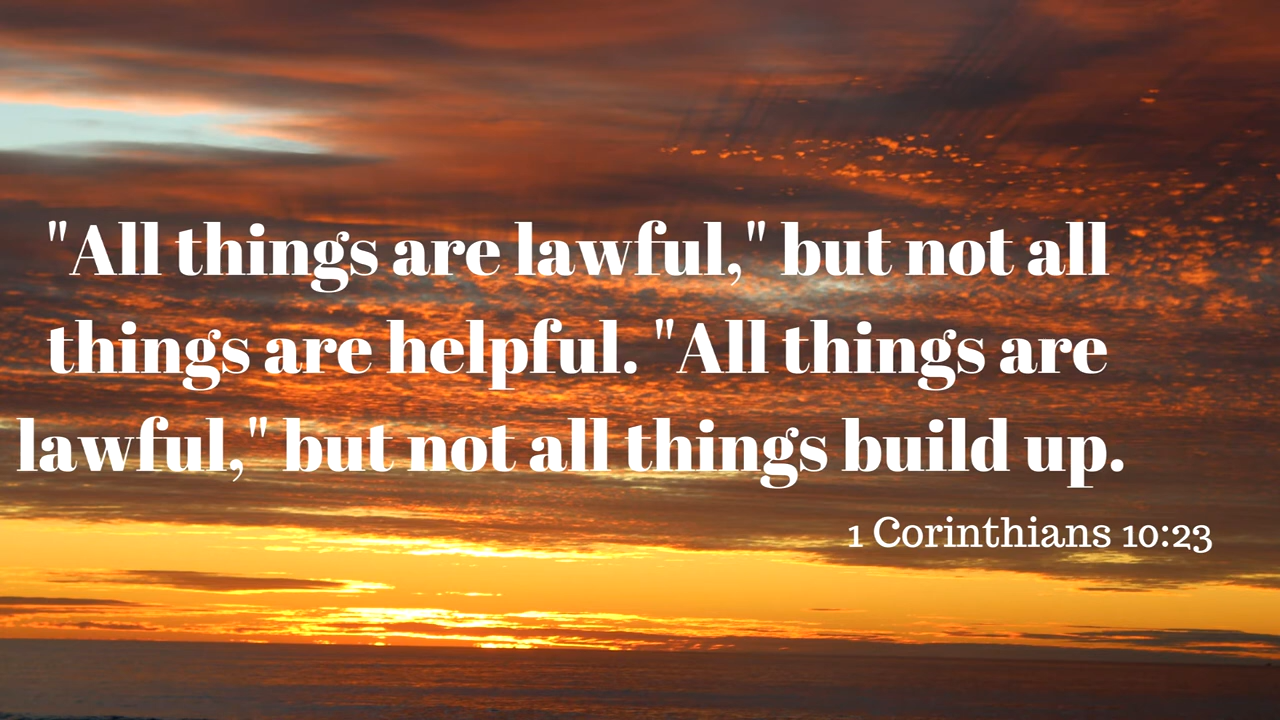 "All things are lawful," but not all
things are helpful. "All things are
lawful," but not all things build up.
1 Corinthians 10:23